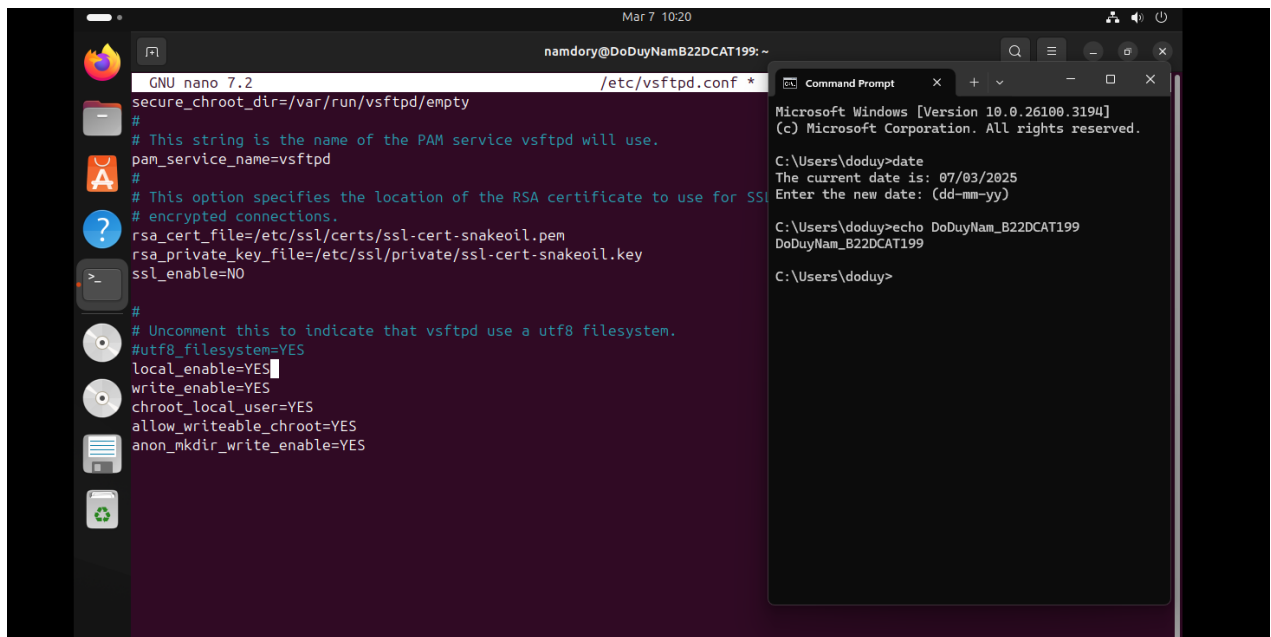 Mar 7 10:20
namdory@DoDuyNamB22DCAT199: ~
GNU nano 7.2 /etc/vsftpd.conf *
secure_chroot_dir=/var/run/vsftpd/empty
#
# This string is the name of the PAM service vsftpd will use.
pam_service_name=vsftpd
#
# This option specifies the location of the RSA certificate to use for SSL
# encrypted connections.
rsa_cert_file=/etc/ssl/certs/ssl-cert-snakeoil.pem
rsa_private_key_file=/etc/ssl/private/ssl-cert-snakeoil.key
ssl_enable=NO
#
# Uncomment this to indicate that vsftpd use a utf8 filesystem.
#utf8_filesystem=YES
local_enable=YES
write_enable=YES
chroot_local_user=YES
allow_writeable_chroot=YES
anon_mkdir_write_enable=YES
Command Prompt
Microsoft Windows [Version 10.0.26100.3194]
(c) Microsoft Corporation. All rights reserved.
C:\Users\doduy>date
The current date is: 07/03/2025
Enter the new date: (dd-mm-yy)
C:\Users\doduy>echo DoDuyNam_B22DCAT199
DoDuyNam_B22DCAT199
C:\Users\doduy>